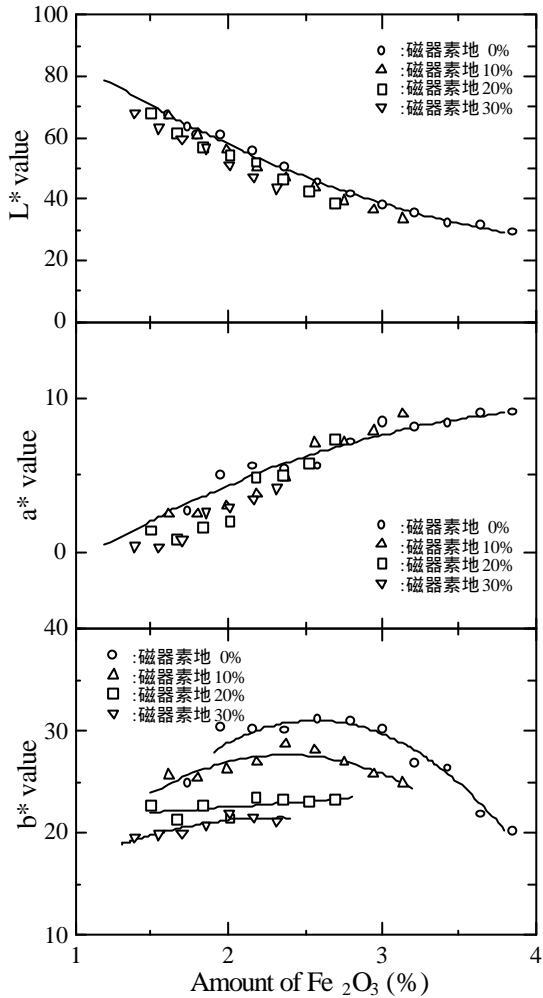 100
80
60
40
20
0
L* value
:磁器素地 0%
:磁器素地 10%
:磁器素地 20%
:磁器素地 30%
10
0
a* value
:磁器素地 0%
:磁器素地 10%
:磁器素地 20%
:磁器素地 30%
40
30
20
10
b* value
:磁器素地 0%
:磁器素地 10%
:磁器素地 20%
:磁器素地 30%
1 2 3 4
Amount of Fe 2O3 (%)